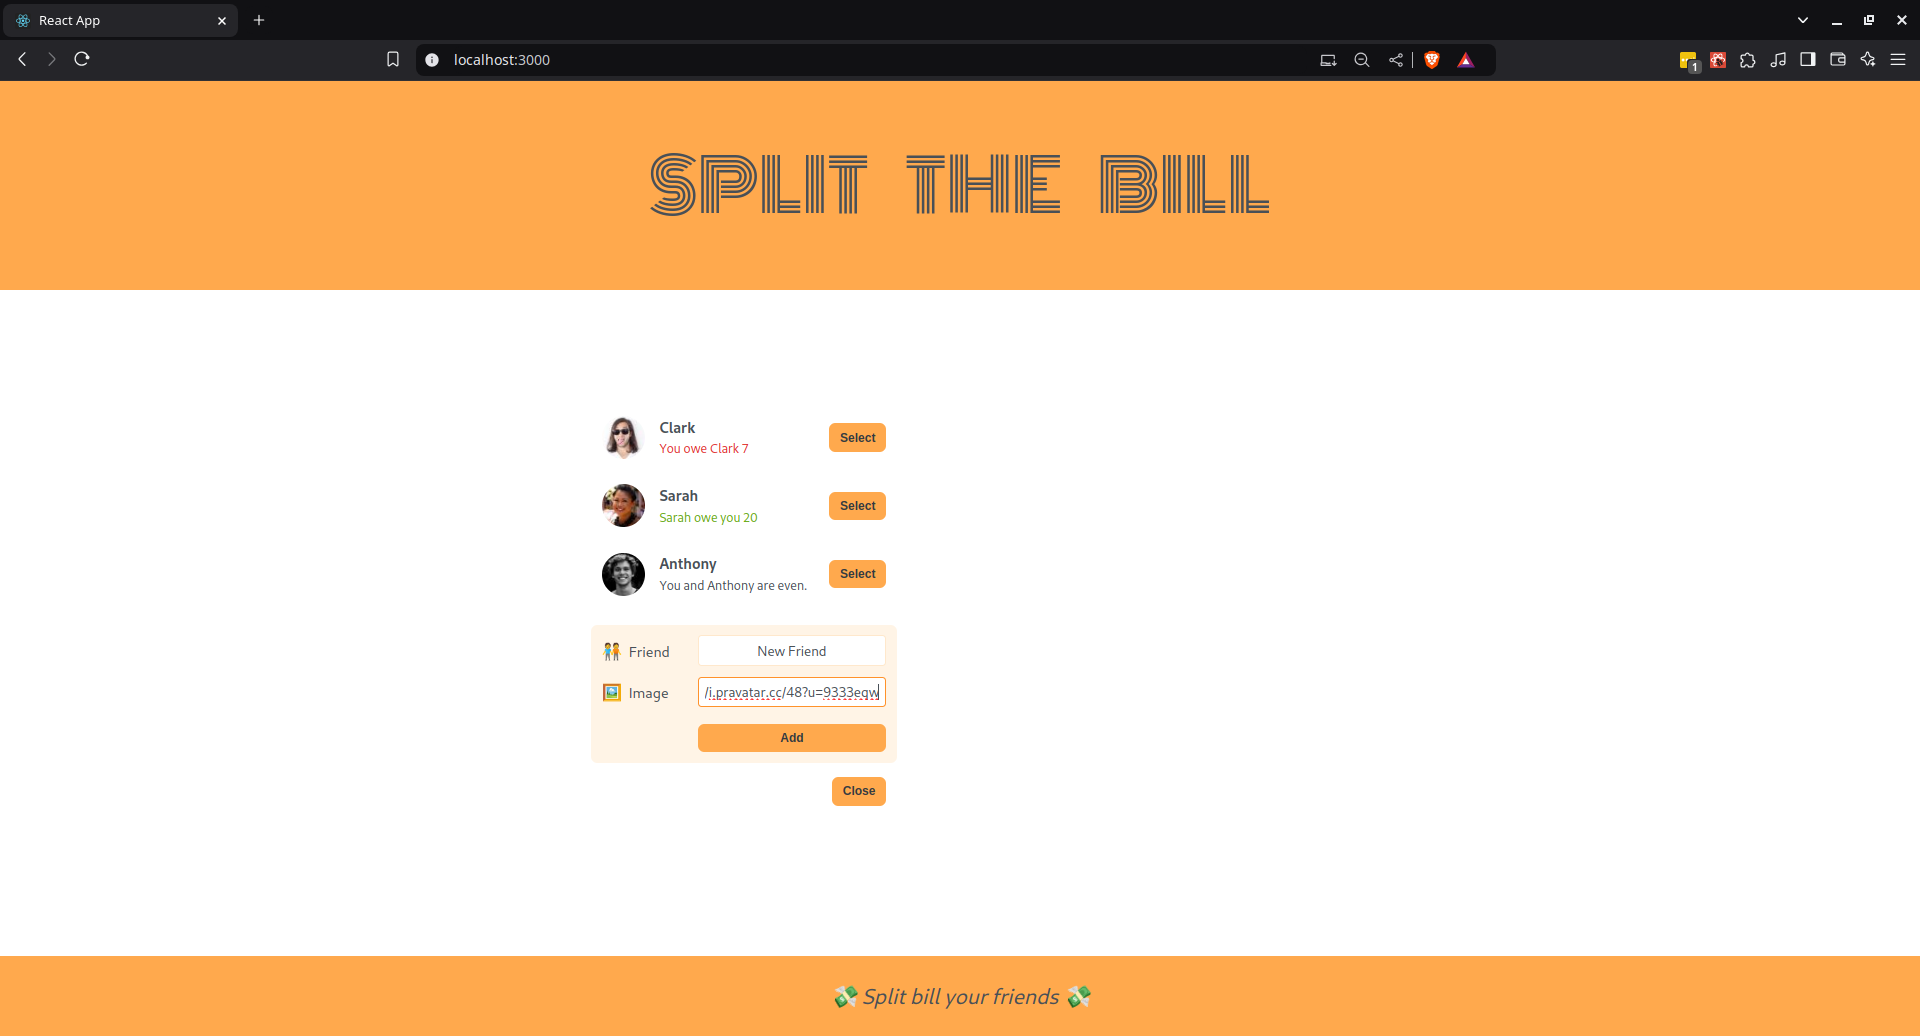 React App
localhost:3000
1
SPLIT THE BILL
Clark
You owe Clark 7
Select
Sarah
Sarah owe you 20
Select
Anthony
You and Anthony are even.
Select
Friend
New Friend
Image
/i.pravatar.cc/48?u=9333eqw
Add
Close
Split bill your friends